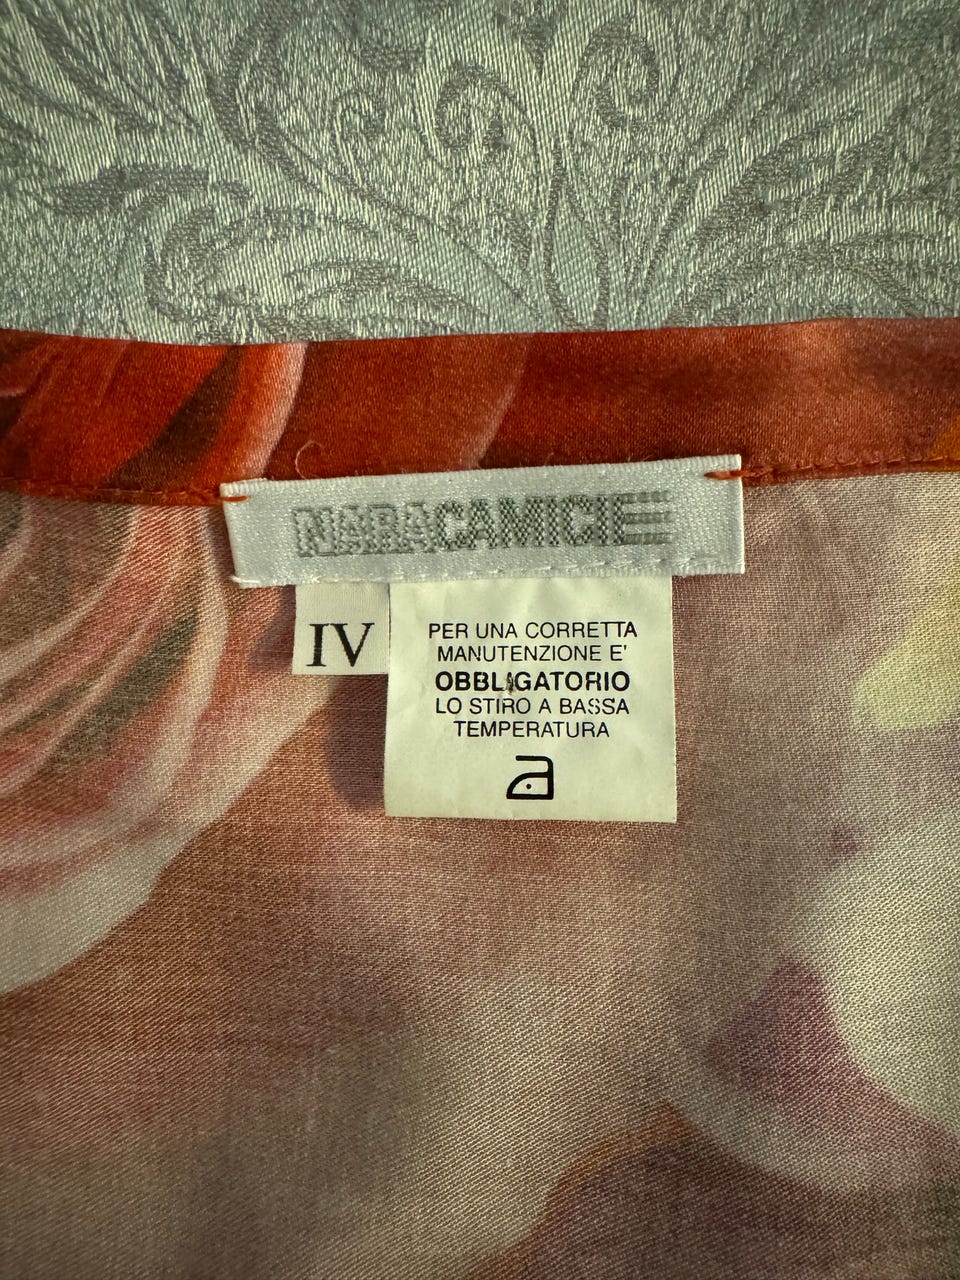 NARACAMICIE
IV
PER UNA CORRETTA
MANUTENZIONE E'
OBBLIGATORIO
LO STIRO A BASSA
TEMPERATURA